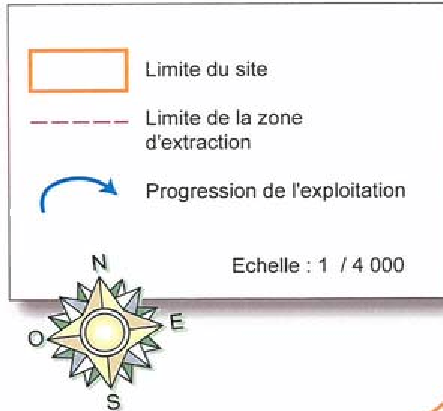 Limite du site
Limite de la zone
d'extraction
Progression de l'exploitation
Echelle : 1 / 4 000
N
O
E
S